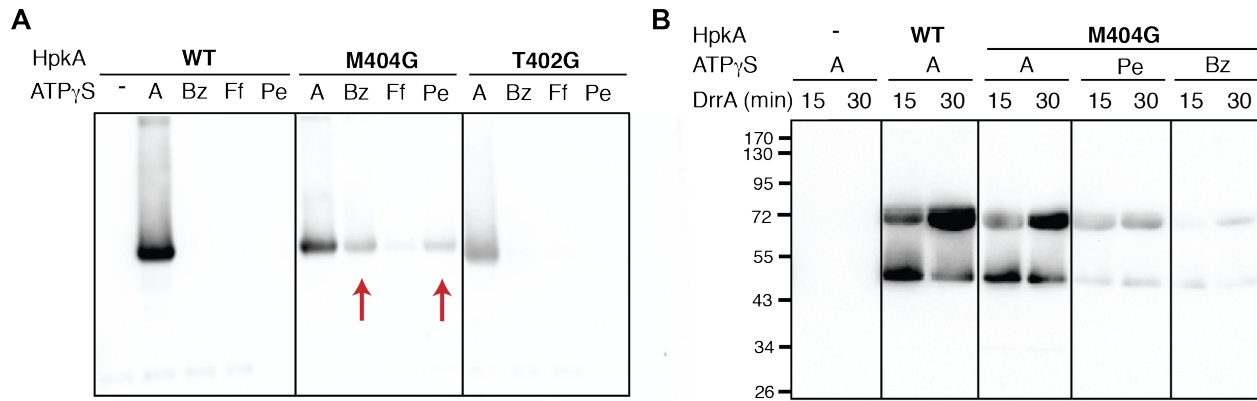 A
HpkA WT M404G T402G
ATPγS - A Bz Ff Pe A Bz Ff Pe A Bz Ff Pe
B
HpkA - WT M404G
ATPγS A A A Pe Bz
DrrA (min) 15 30 15 30 15 30 15 30 15 30
170
130
95
72
55
43
34
26